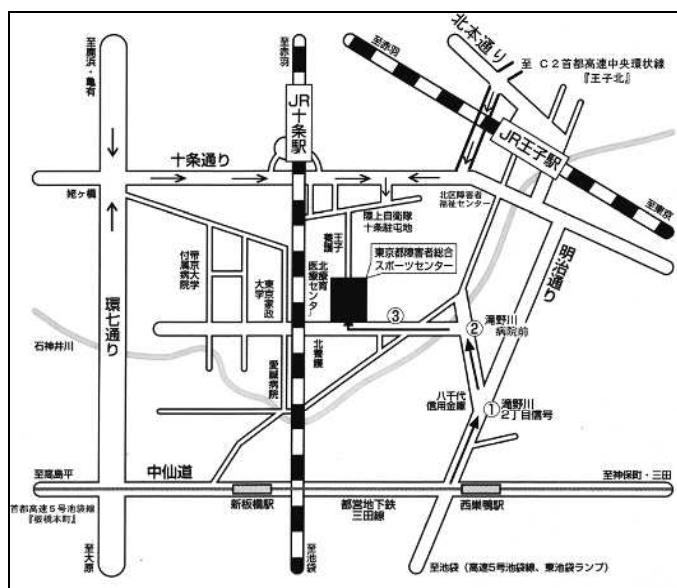 至鹿浜・亀有
至赤羽
至赤羽
北本通り
至 C2首都高速中央環状線
『王子北』
JR十条駅
JR王子駅
十条通り
姥ヶ橋
北区障害者
福祉センター
至東京
陸上自衛隊
十条駐屯地
王子
養護
帝京大学
付属病院
東京家政
大学
北療育
医療センター
東京都障害者総合
スポーツセンター
明治通り
環七通り
③
②
滝野川
病院前
石神井川
愛誠病院
北養護
八千代
信用金庫
①
滝野川
2丁目信号
至高島平
中仙道
至神保町・三田
首都高速5号池袋線
『板橋本町』
新板橋駅
都営地下鉄
三田線
西巣鴨駅
至大原
至池袋
至池袋(高速5号池袋線、東池袋ランプ)